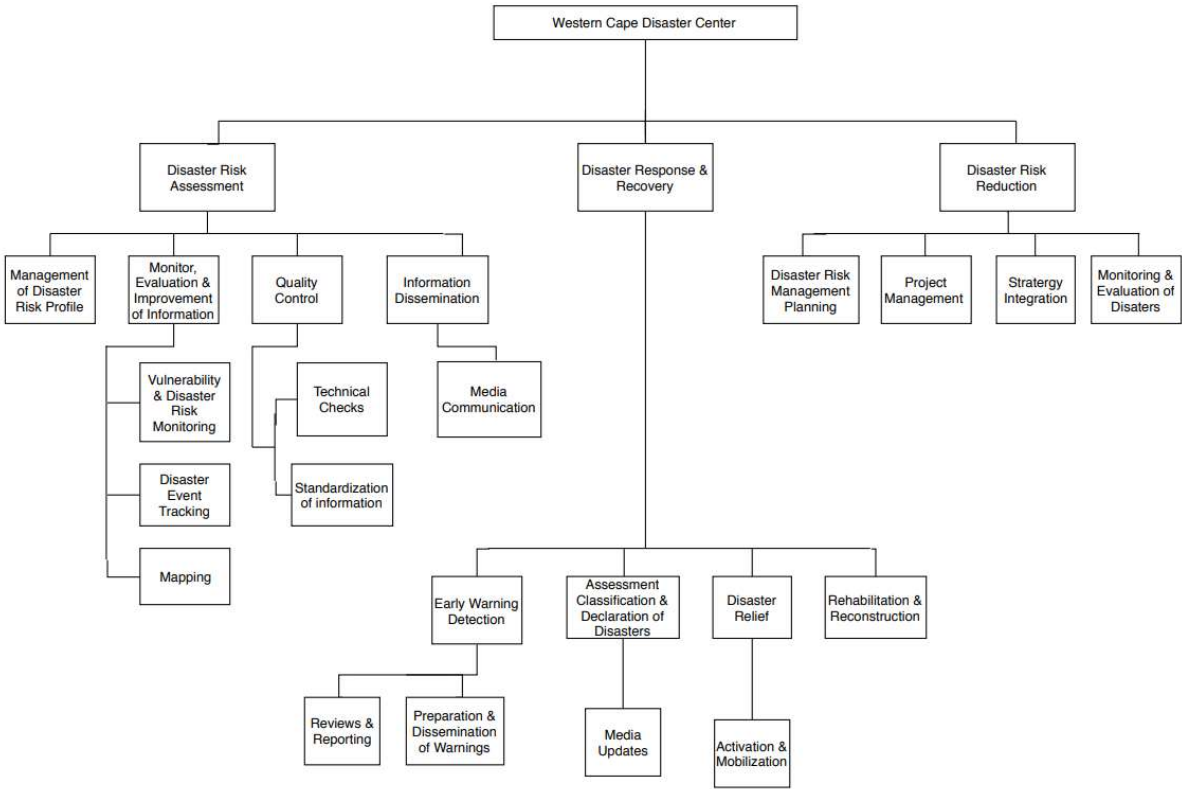 Western Cape Disaster Center
Disaster Risk
Assessment
Disaster Response &
Recovery
Disaster Risk
Reduction
Management
of Disaster
Risk Profile
Monitor,
Evaluation &
Improvement
of Information
Quality
Control
Information
Dissemination
Disaster Risk
Management
Planning
Project
Management
Stratergy
Integration
Monitoring &
Evaluation of
Disaters
Vulnerability
& Disaster
Risk
Monitoring
Technical
Checks
Media
Communication
Disaster
Event
Tracking
Standardization
of information
Mapping
Early Warning
Detection
Assessment
Classification &
Declaration of
Disasters
Disaster
Relief
Rehabilitation &
Reconstruction
Reviews &
Reporting
Preparation &
Dissemination
of Warnings
Media
Updates
Activation &
Mobilization